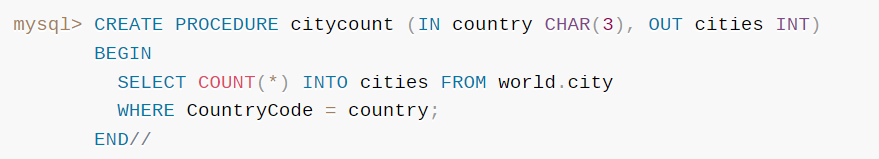 mysql> CREATE PROCEDURE citycount (IN country CHAR(3), OUT cities INT)
BEGIN
SELECT COUNT(*) INTO cities FROM world.city
WHERE CountryCode = country;
END//